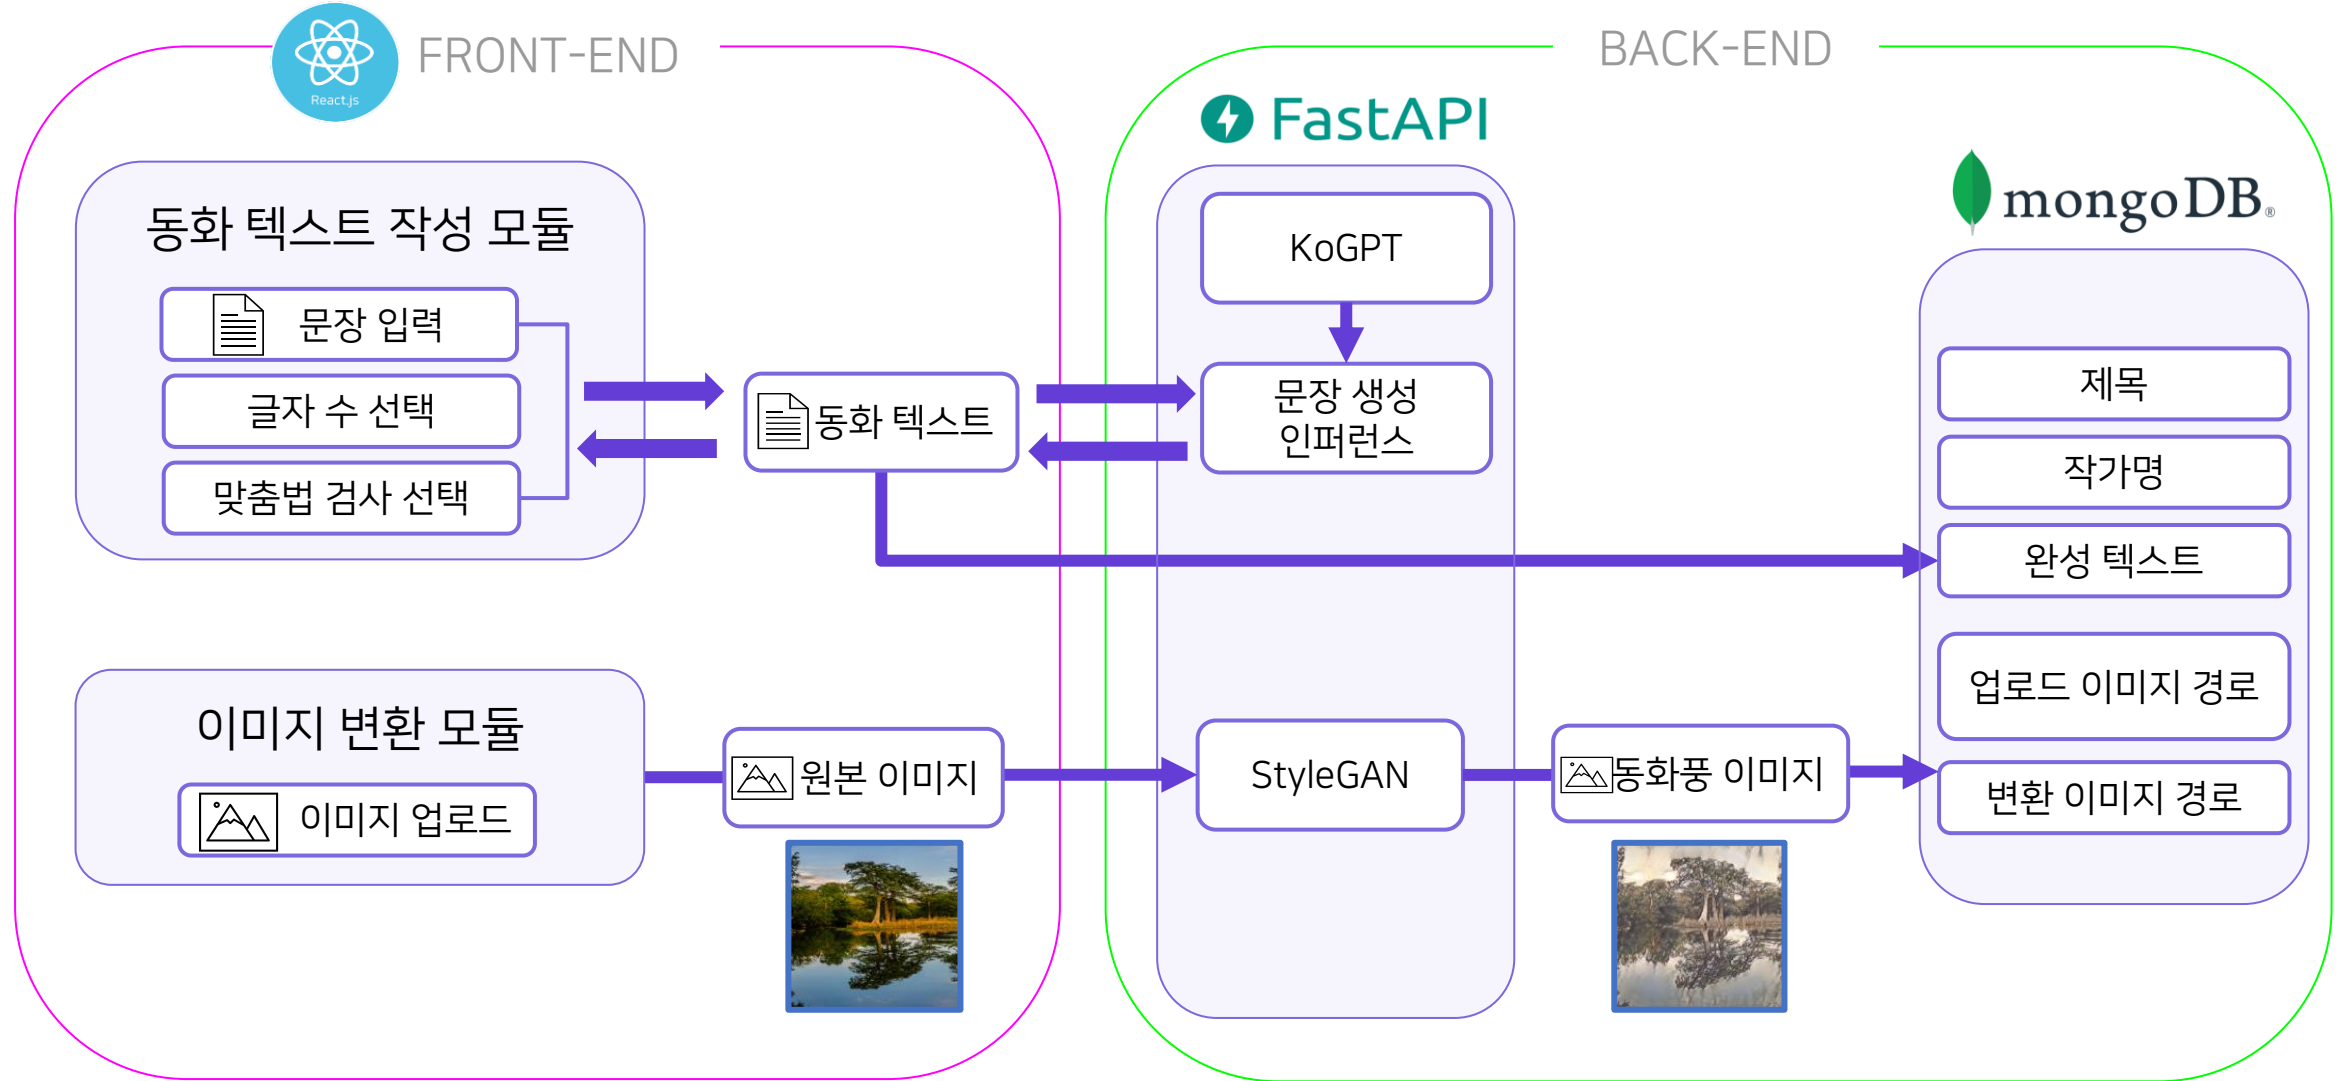 React.js
FRONT-END
BACK-END
FastAPI
mongoDB®
동화 텍스트 작성 모듈
문장 입력
글자 수 선택
맞춤법 검사 선택
동화 텍스트
KoGPT
문장 생성
인퍼런스
제목
작가명
완성 텍스트
업로드 이미지 경로
변환 이미지 경로
이미지 변환 모듈
이미지 업로드
원본 이미지
StyleGAN
동화풍 이미지